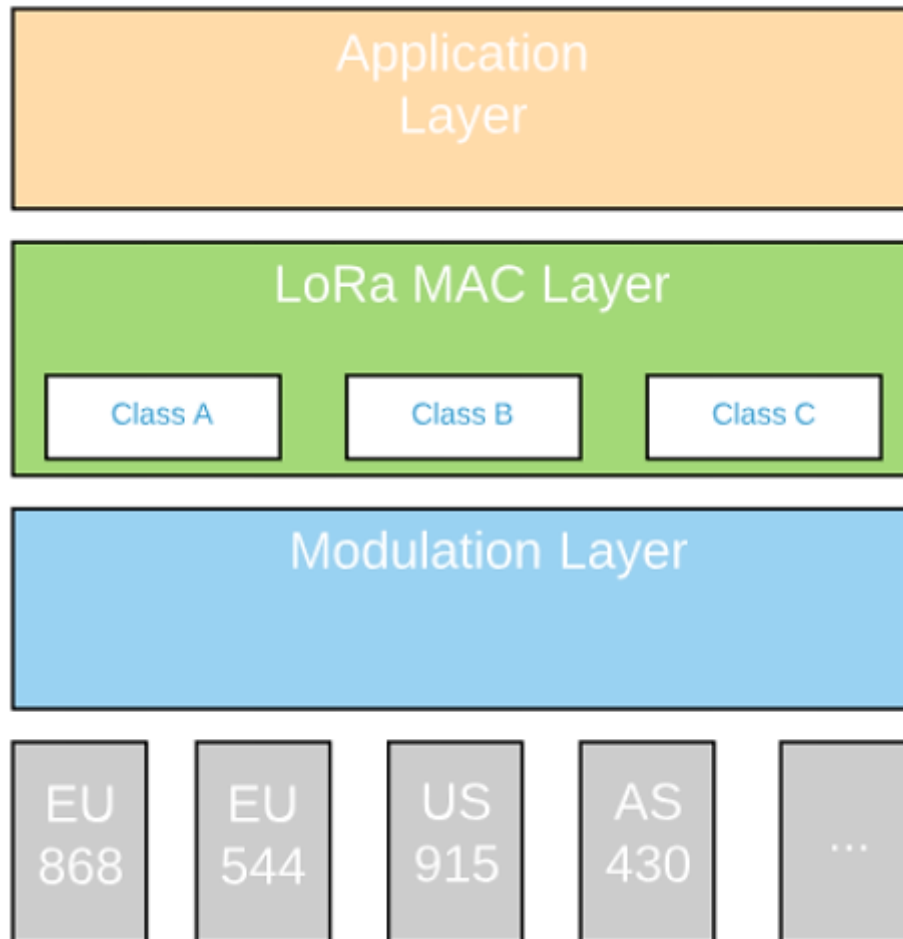 Application
Layer
LoRa MAC Layer
Class A
Class B
Class C
Modulation Layer
EU
868
EU
544
US
915
AS
430
...